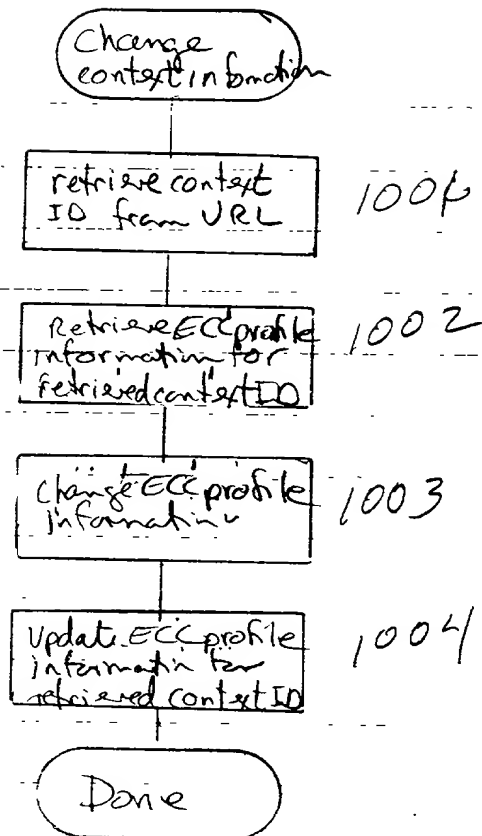 Change
context infomation
retrieve context
ID from URL
1001
Retrieve ECC profile
information for
retrieved context ID
1002
change ECC profile
information
1003
Update ECC profile
information for
retrieved context ID
1004
Done